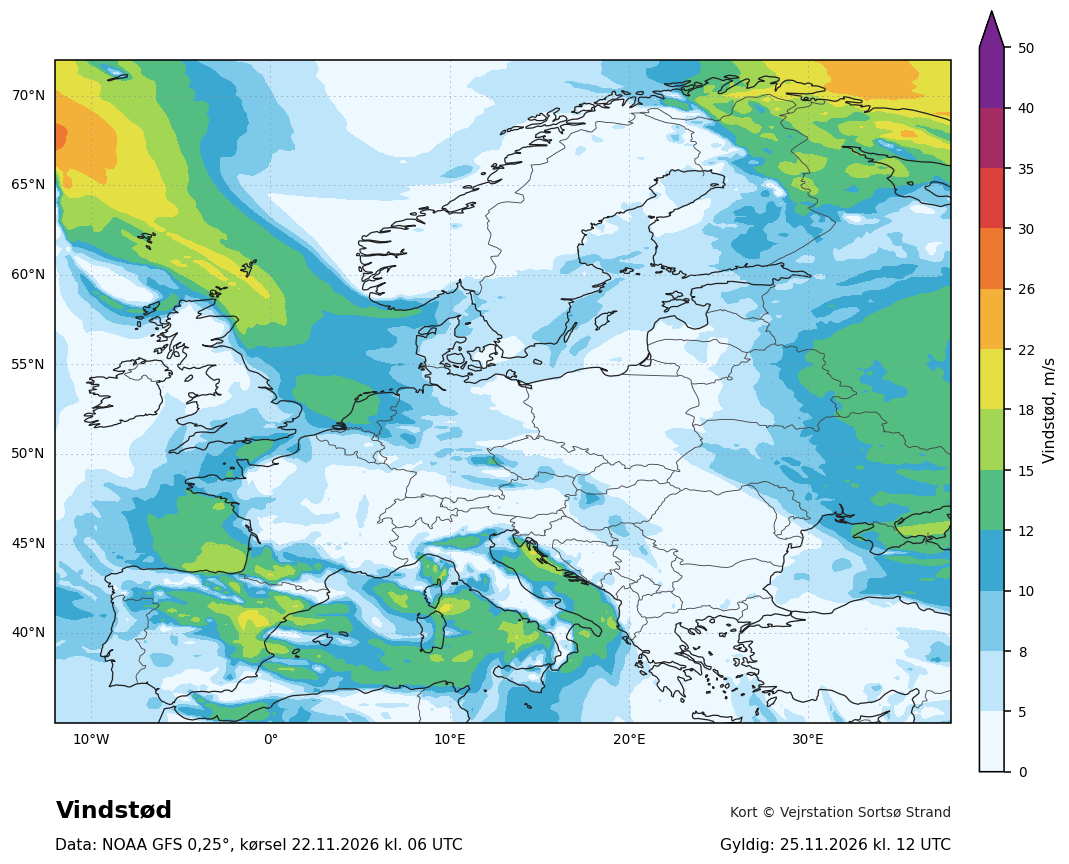 50
40
35
30
26
22
18
15
12
10
8
5
0
Vindstød, m/s
70°N
65°N
60°N
55°N
50°N
45°N
40°N
10°W
0°
10°E
20°E
30°E
Vindstød
Kort © Vejrstation Sortsø Strand
Data: NOAA GFS 0,25°, kørsel 22.11.2026 kl. 06 UTC
Gyldig: 25.11.2026 kl. 12 UTC